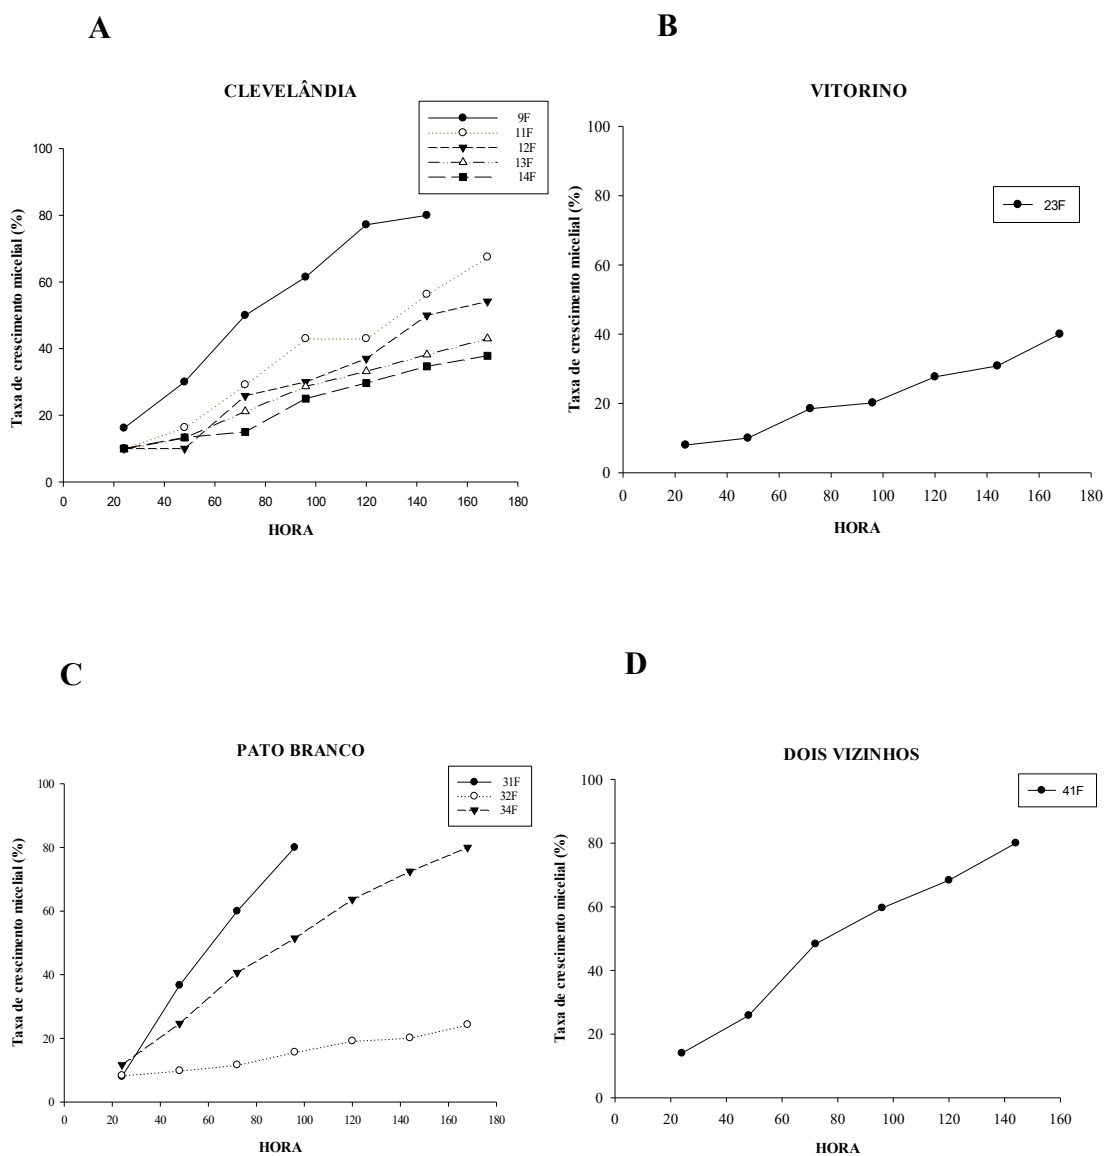 A
CLEVELÂNDIA
9F
11F
12F
13F
14F
Taxa de crescimento micelial (%)
100
80
60
40
20
0
0 20 40 60 80 100 120 140 160 180
HORA
B
VITORINO
23F
Taxa de crescimento micelial (%)
100
80
60
40
20
0
0 20 40 60 80 100 120 140 160 180
HORA
C
PATO BRANCO
31F
32F
34F
Taxa de crescimento micelial (%)
100
80
60
40
20
0
0 20 40 60 80 100 120 140 160 180
HORA
D
DOIS VIZINHOS
41F
Taxa de crescimento micelial (%)
100
80
60
40
20
0
0 20 40 60 80 100 120 140 160
HORA